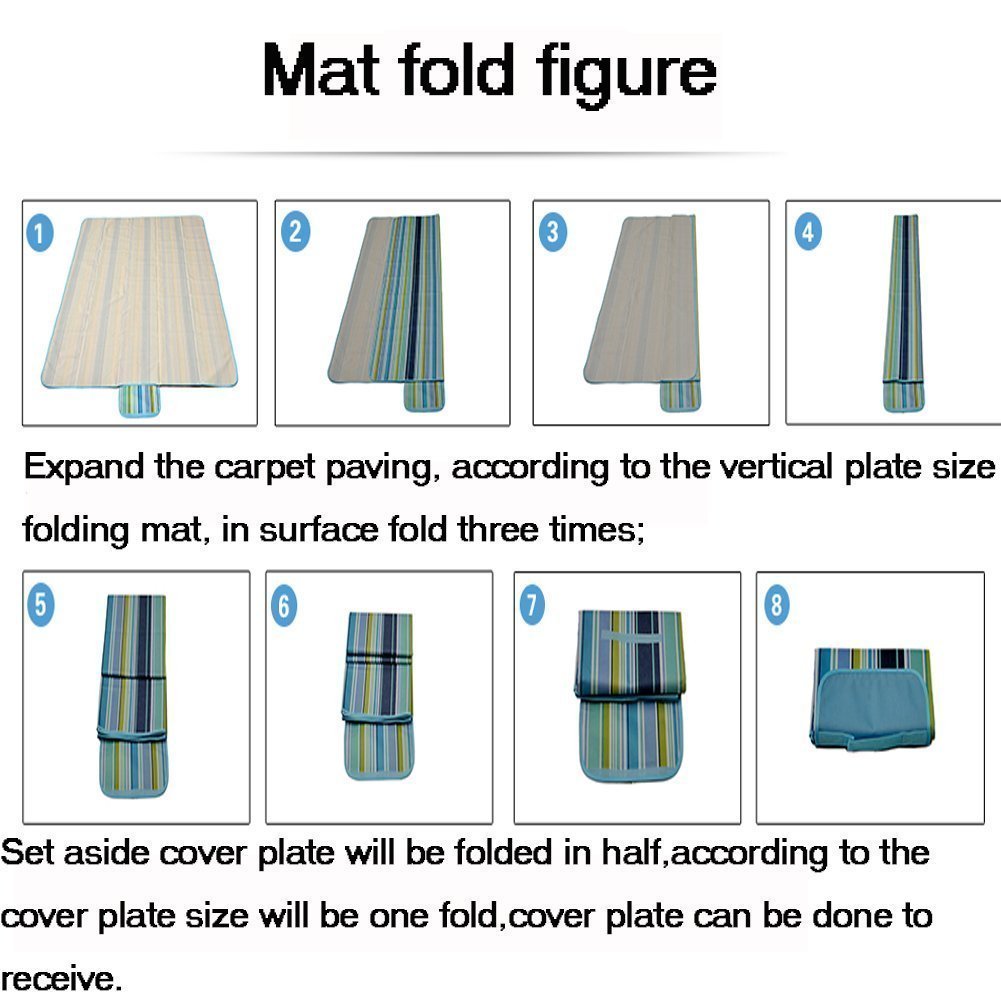 Mat fold figure
1
2
3
4
Expand the carpet paving, according to the vertical plate size
folding mat, in surface fold three times;
5
6
7
8
Set aside cover plate will be folded in half,according to the
cover plate size will be one fold,cover plate can be done to
receive.